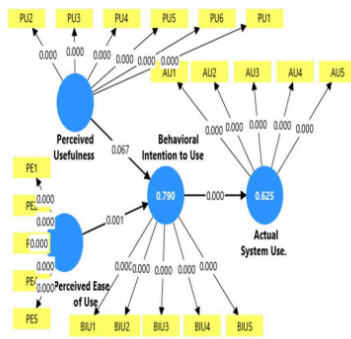 PU2 PU3 PU4 PU5 PU6 PU1
0.000 0.000 0.000 0.000 0.000 0.000
AU1 AU2 AU3 AU4 AU5
0.000 0.000 0.000 0.000 0.000
Perceived
Usefulness
0.067
Behavioral
Intention to Use
0.790
0.000
0.625
Actual
System Use.
PE1
0.000
0.000
0.000
0.000
0.000
PE5
0.001
Perceived Ease
of Use
0.000 0.000 0.000 0.000 0.000
BIU1 BIU2 BIU3 BIU4 BIU5